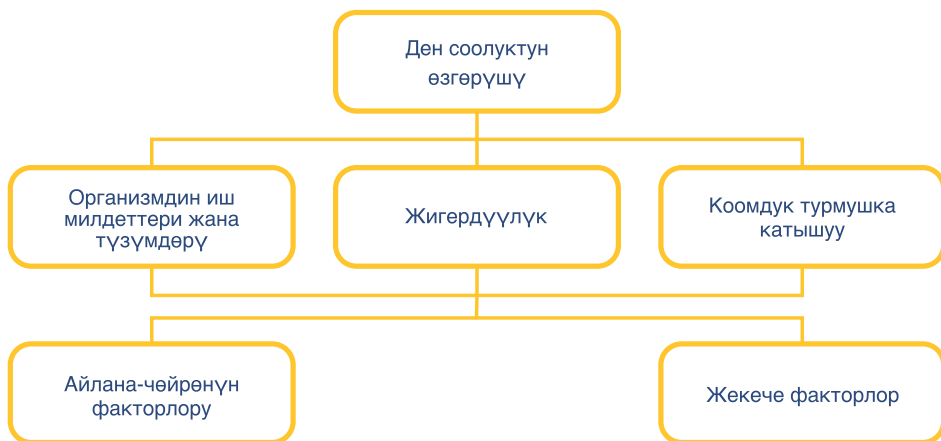 Ден соолуктун
өзгөрүшү
Организмдин иш
милдеттери жана
түзүмдөрү
Жигердүүлүк
Коомдук турмушка
катышуу
Айлана-чөйрөнүн
факторлору
Жекече факторлор